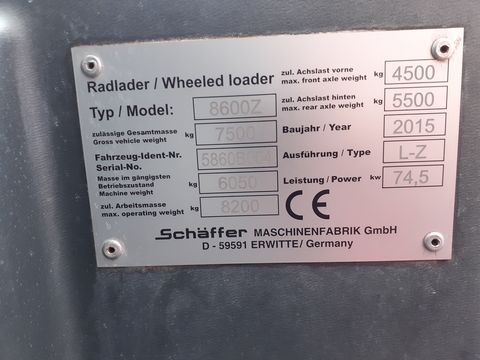 Radlader / Wheeled loader
Typ / Model: 8600Z
zulässige Gesamtmasse kg 7500
Gross vehicle weight
Fahrzeug-Ident-Nr.
Serial-No.
Masse im gängigsten
Betriebszustand kg 6050
Machine weight
zul. Arbeitsmasse kg 8200
max. operating weight
zul. Achslast vorne kg 4500
max. front axle weight
zul. Achslast hinten kg 5500
max. rear axle weight
Baujahr / Year 2015
Ausführung / Type L-Z
Leistung / Power kw 74,5
CE
Schäffer MASCHINENFABRIK GmbH
D - 59591 ERWITTE/ Germany